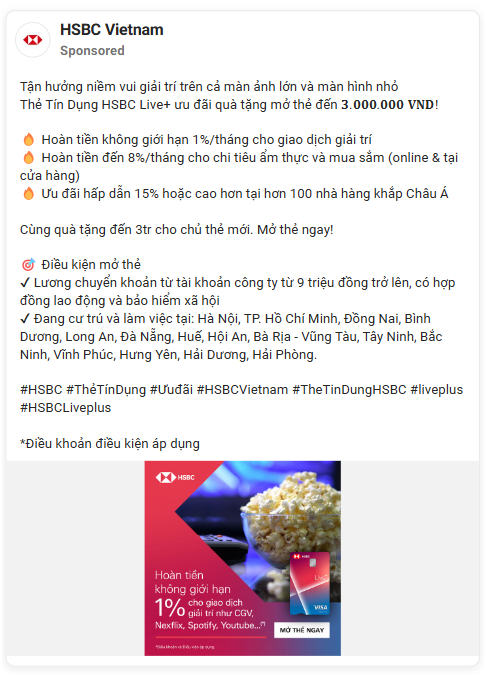 HSBC Vietnam
Sponsored
Tận hưởng niềm vui giải trí trên cả màn ảnh lớn và màn hình nhỏ
Thẻ Tín Dụng HSBC Live+ ưu đãi quà tặng mở thẻ đến 𝟑.𝟎𝟎𝟎.𝟎𝟎𝟎 𝐕𝐍𝐃!
🔥 Hoàn tiền không giới hạn 1%/tháng cho giao dịch giải trí
🔥 Hoàn tiền đến 8%/tháng cho chi tiêu ẩm thực và mua sắm (online & tại
cửa hàng)
🔥 Ưu đãi hấp dẫn 15% hoặc cao hơn tại hơn 100 nhà hàng khắp Châu Á
Cùng quà tặng đến 3tr cho chủ thẻ mới. Mở thẻ ngay!
🎯 Điều kiện mở thẻ
✔ Lương chuyển khoản từ tài khoản công ty từ 9 triệu đồng trở lên, có hợp
đồng lao động và bảo hiểm xã hội
✔ Đang cư trú và làm việc tại: Hà Nội, TP. Hồ Chí Minh, Đồng Nai, Bình
Dương, Long An, Đà Nẵng, Huế, Hội An, Bà Rịa - Vũng Tàu, Tây Ninh, Bắc
Ninh, Vĩnh Phúc, Hưng Yên, Hải Dương, Hải Phòng.
#HSBC #ThẻTínDụng #Ưuđãi #HSBCVietnam #TheTinDungHSBC #liveplus
#HSBCLiveplus
*Điều khoản điều kiện áp dụng
HSBC
Hoàn tiền
không giới hạn
1% cho giao dịch
giải trí như CGV,
Nexflix, Spotify, Youtube...(*)
HSBC
Live+
VISA
MỞ THẺ NGAY
*Điều khoản và Điều kiện áp dụng.